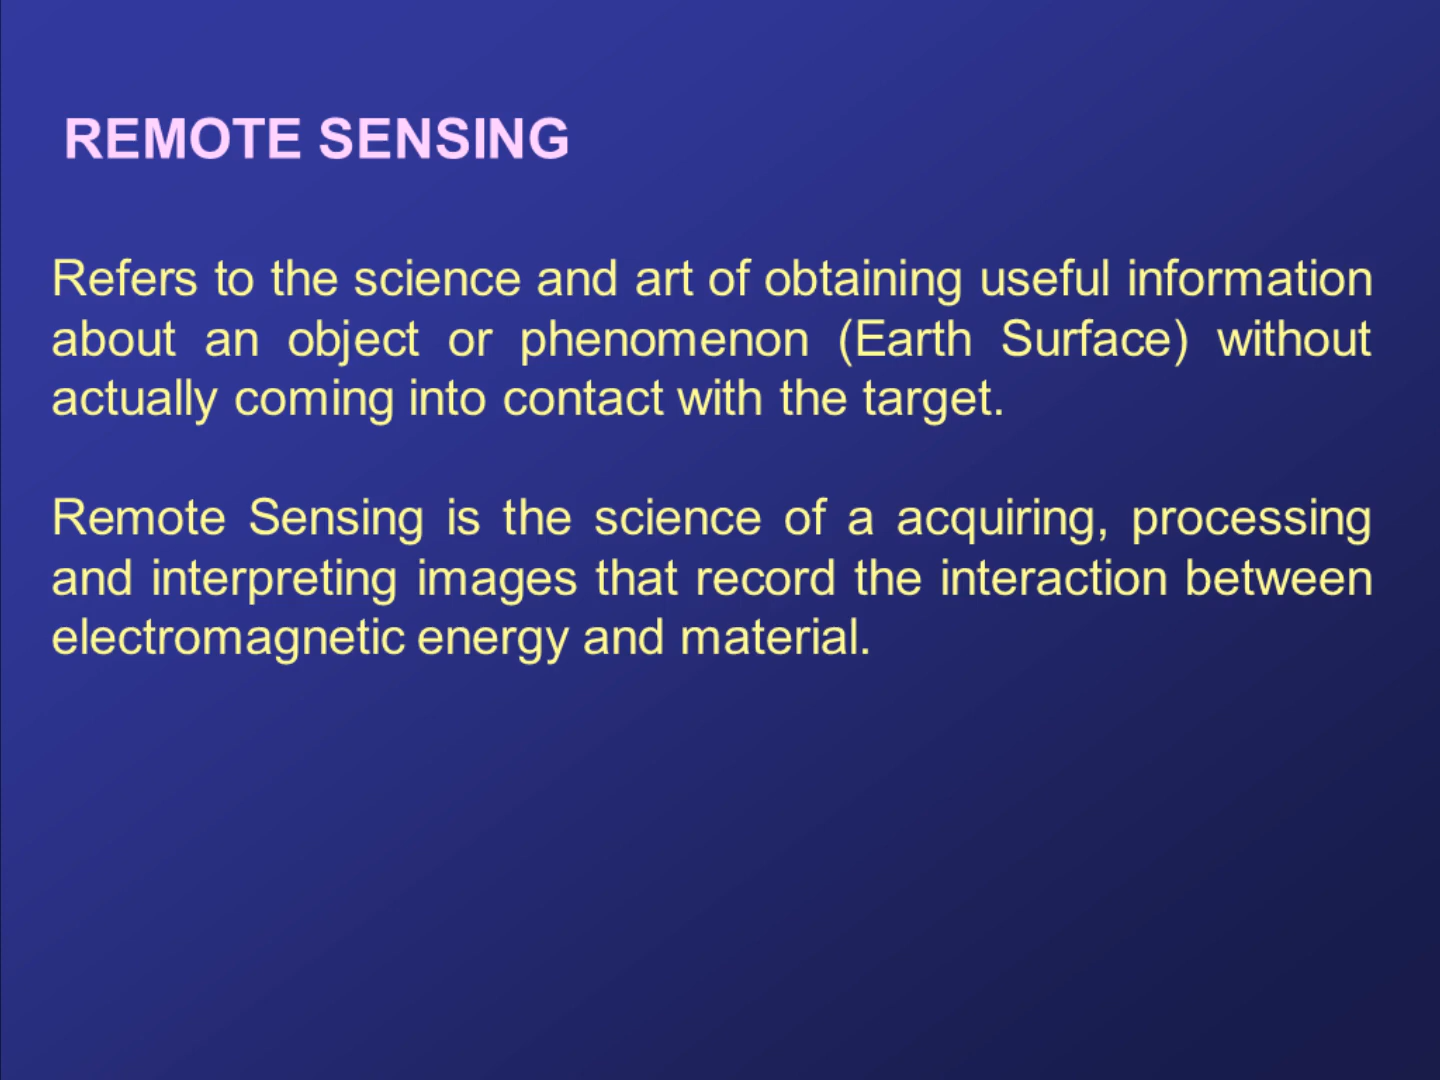 REMOTE SENSING
Refers to the science and art of obtaining useful information
about an object or phenomenon (Earth Surface) without
actually coming into contact with the target.
Remote Sensing is the science of a acquiring, processing
and interpreting images that record the interaction between
electromagnetic energy and material.